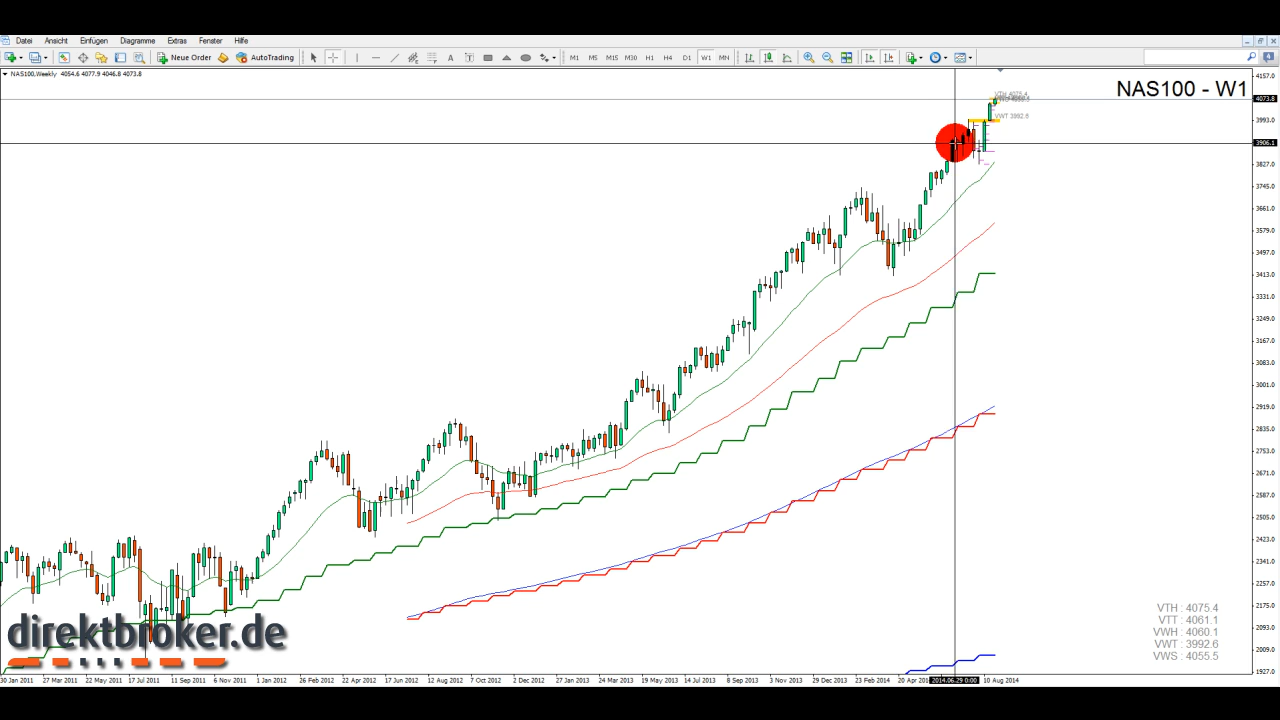 Datei Ansicht Einfügen Diagramme Extras Fenster Hilfe
New Order AutoTrading A T M1 M5 M15 M30 H1 H4 D1 W1 MN
NAS100,Weekly 4054.6 4077.9 4046.8 4073.8
NAS100 - W1
4157.0
VTH 4075.4
4073.8
VWT 3992.6
3993.0
3906.1
3827.0
3745.0
3661.0
3579.0
3497.0
3413.0
3331.0
3249.0
3167.0
3083.0
3001.0
2919.0
2835.0
2753.0
2671.0
2587.0
2505.0
2423.0
2341.0
2257.0
2175.0
2093.0
2009.0
1927.0
VTH : 4075.4
VTT : 4061.1
VWH : 4060.1
VWT : 3992.6
VWS : 4055.5
direktbroker.de
30 Jan 2011 27 Mar 2011 22 May 2011 17 Jul 2011 11 Sep 2011 6 Nov 2011 1 Jan 2012 26 Feb 2012 22 Apr 2012 17 Jun 2012 12 Aug 2012 7 Oct 2012 2 Dec 2012 27 Jan 2013 24 Mar 2013 19 May 2013 14 Jul 2013 8 Sep 2013 3 Nov 2013 29 Dec 2013 23 Feb 2014 20 Apr 2014.06.29 0:00 10 Aug 2014